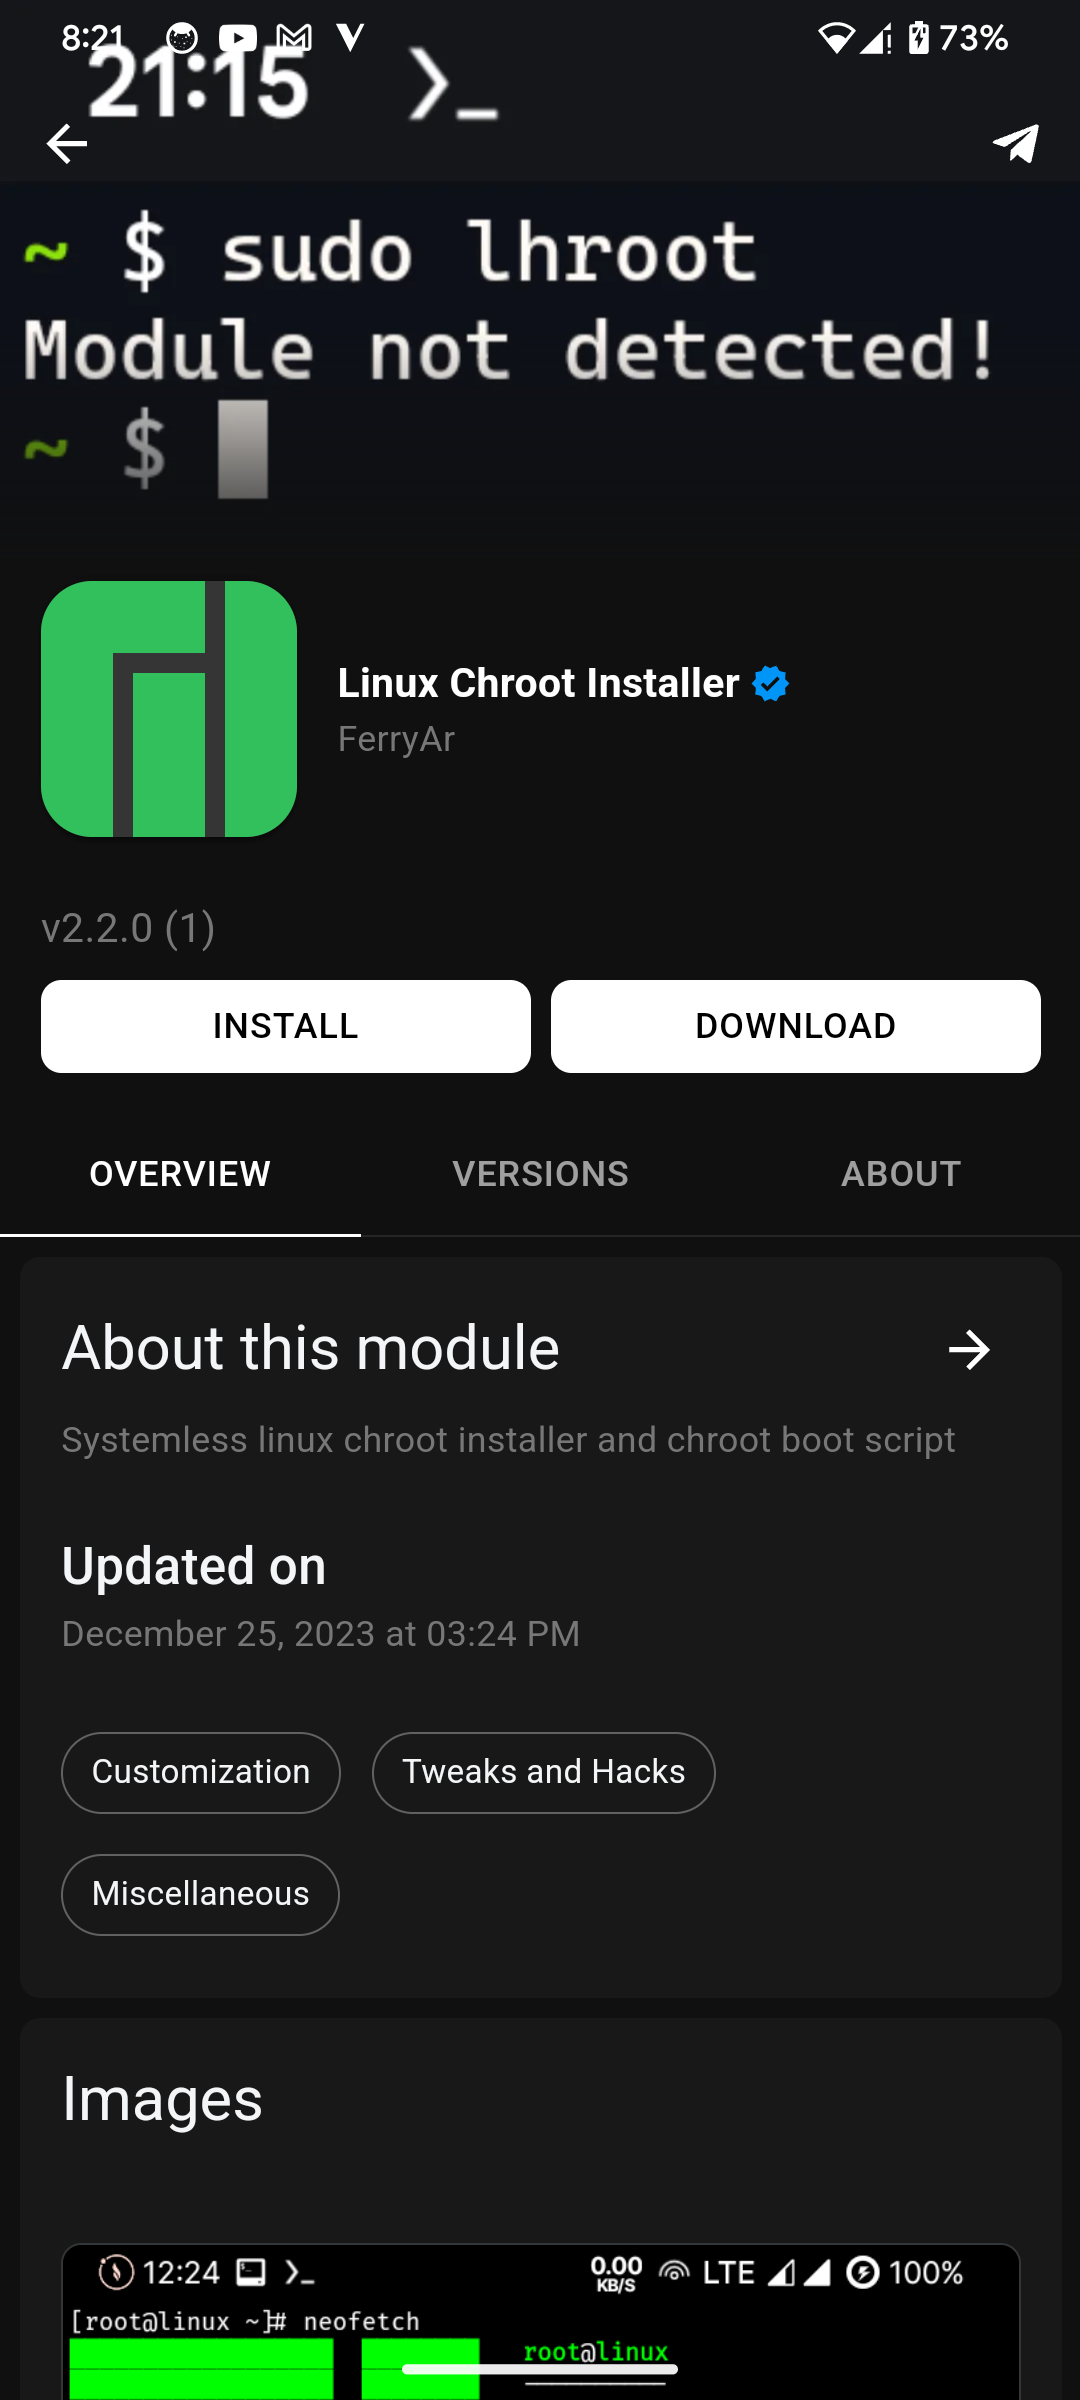 8:21
73%
21:15 ❯_
~ $ sudo lhroot
Module not detected!
~ $
Linux Chroot Installer
FerryAr
v2.2.0 (1)
INSTALL
DOWNLOAD
OVERVIEW
VERSIONS
ABOUT
About this module
Systemless linux chroot installer and chroot boot script
Updated on
December 25, 2023 at 03:24 PM
Customization
Tweaks and Hacks
Miscellaneous
Images
12:24 ❯_ 0.00 KB/S LTE 100%
[root@linux ~]# neofetch
root@linux